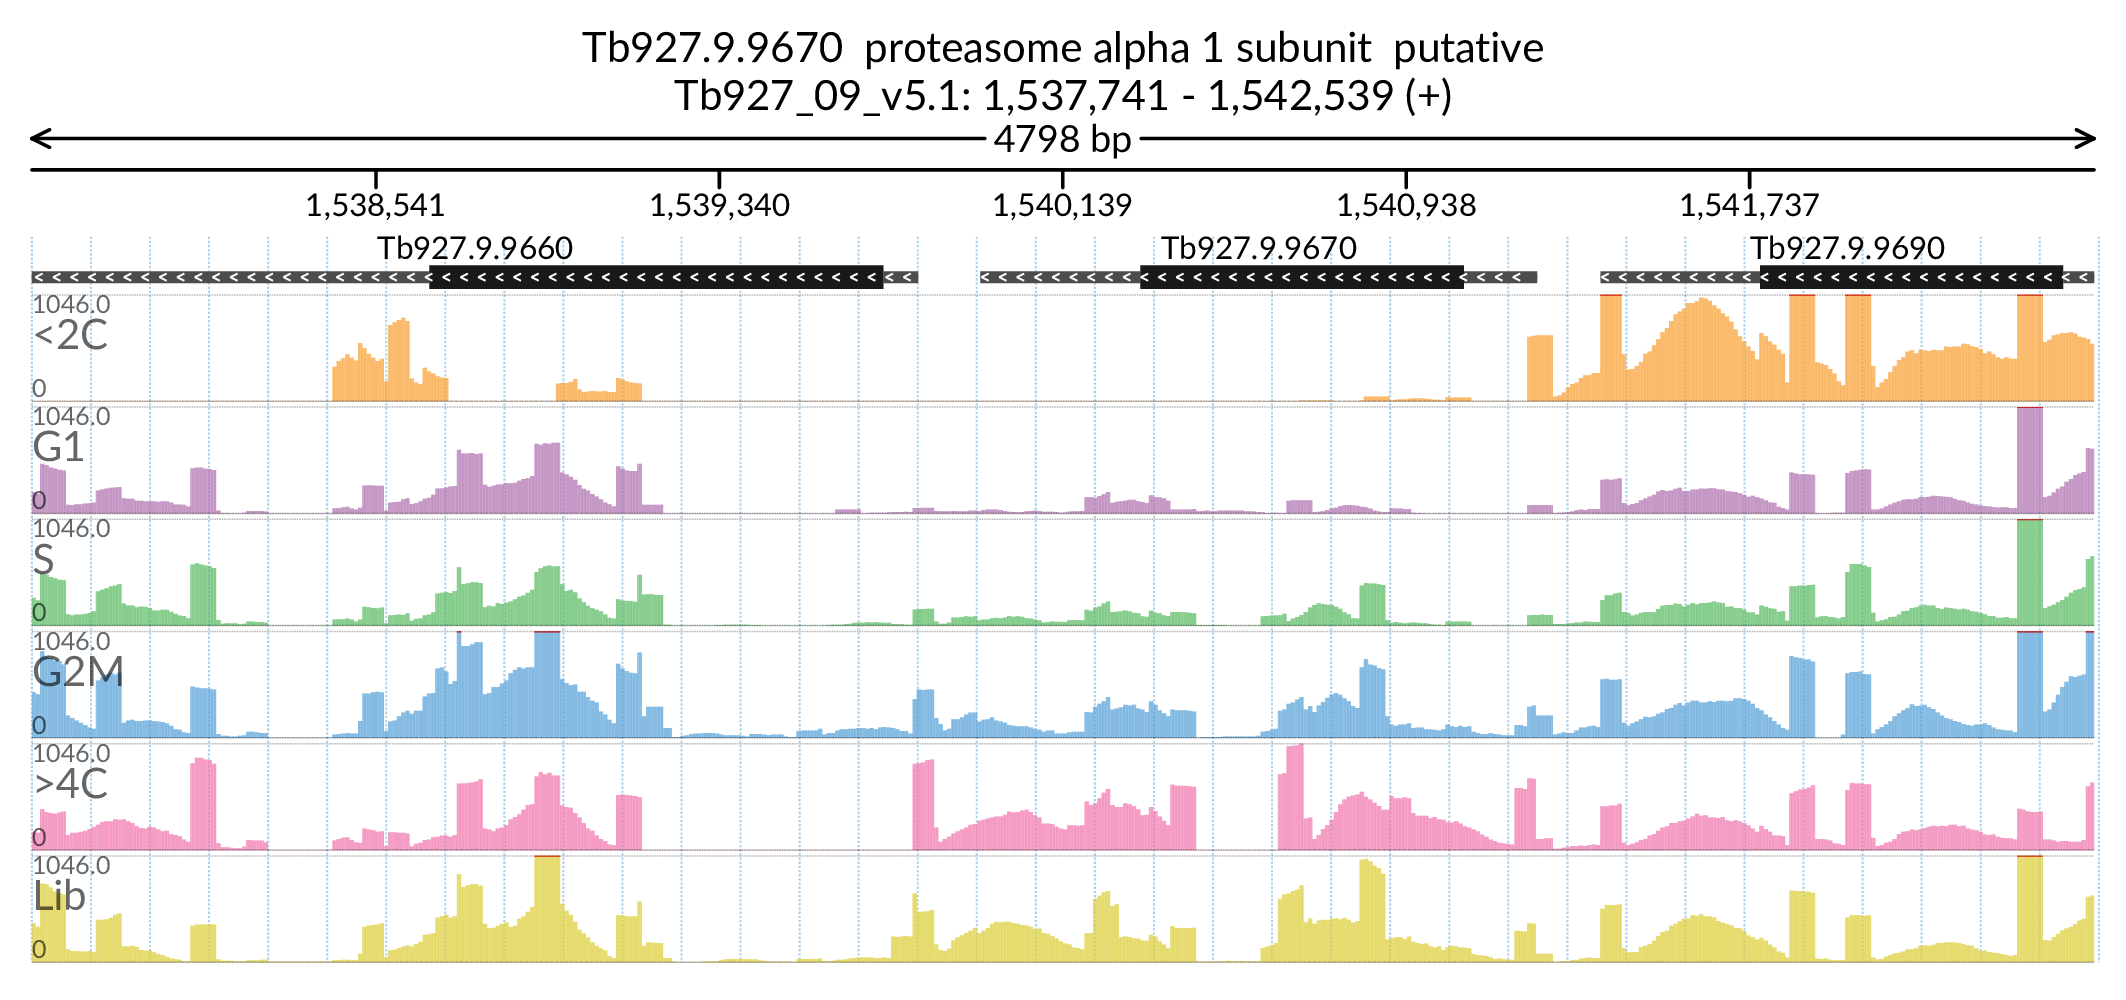 Tb927.9.9670  proteasome alpha 1 subunit  putative
Tb927_09_v5.1: 1,537,741 - 1,542,539 (+)
4798 bp
1,538,541 1,539,340 1,540,139 1,540,938 1,541,737
Tb927.9.9660 Tb927.9.9670 Tb927.9.9690
1046.0
<2C
0
1046.0
G1
0
1046.0
S
0
1046.0
G2M
0
1046.0
>4C
0
1046.0
Lib
0